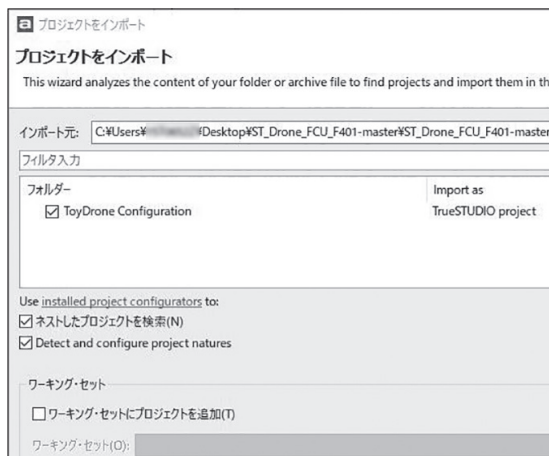 プロジェクトをインポート
プロジェクトをインポート
This wizard analyzes the content of your folder or archive file to find projects and import them in th
インポート元: C:¥Users¥ ¥Desktop¥ST_Drone_FCU_F401-master¥ST_Drone_FCU_F401-master
フィルタ入力
フォルダー Import as
ToyDrone Configuration TrueSTUDIO project
Use installed project configurators to:
ネストしたプロジェクトを検索(N)
Detect and configure project natures
ワーキング・セット
ワーキング・セットにプロジェクトを追加(T)
ワーキング・セット(O):